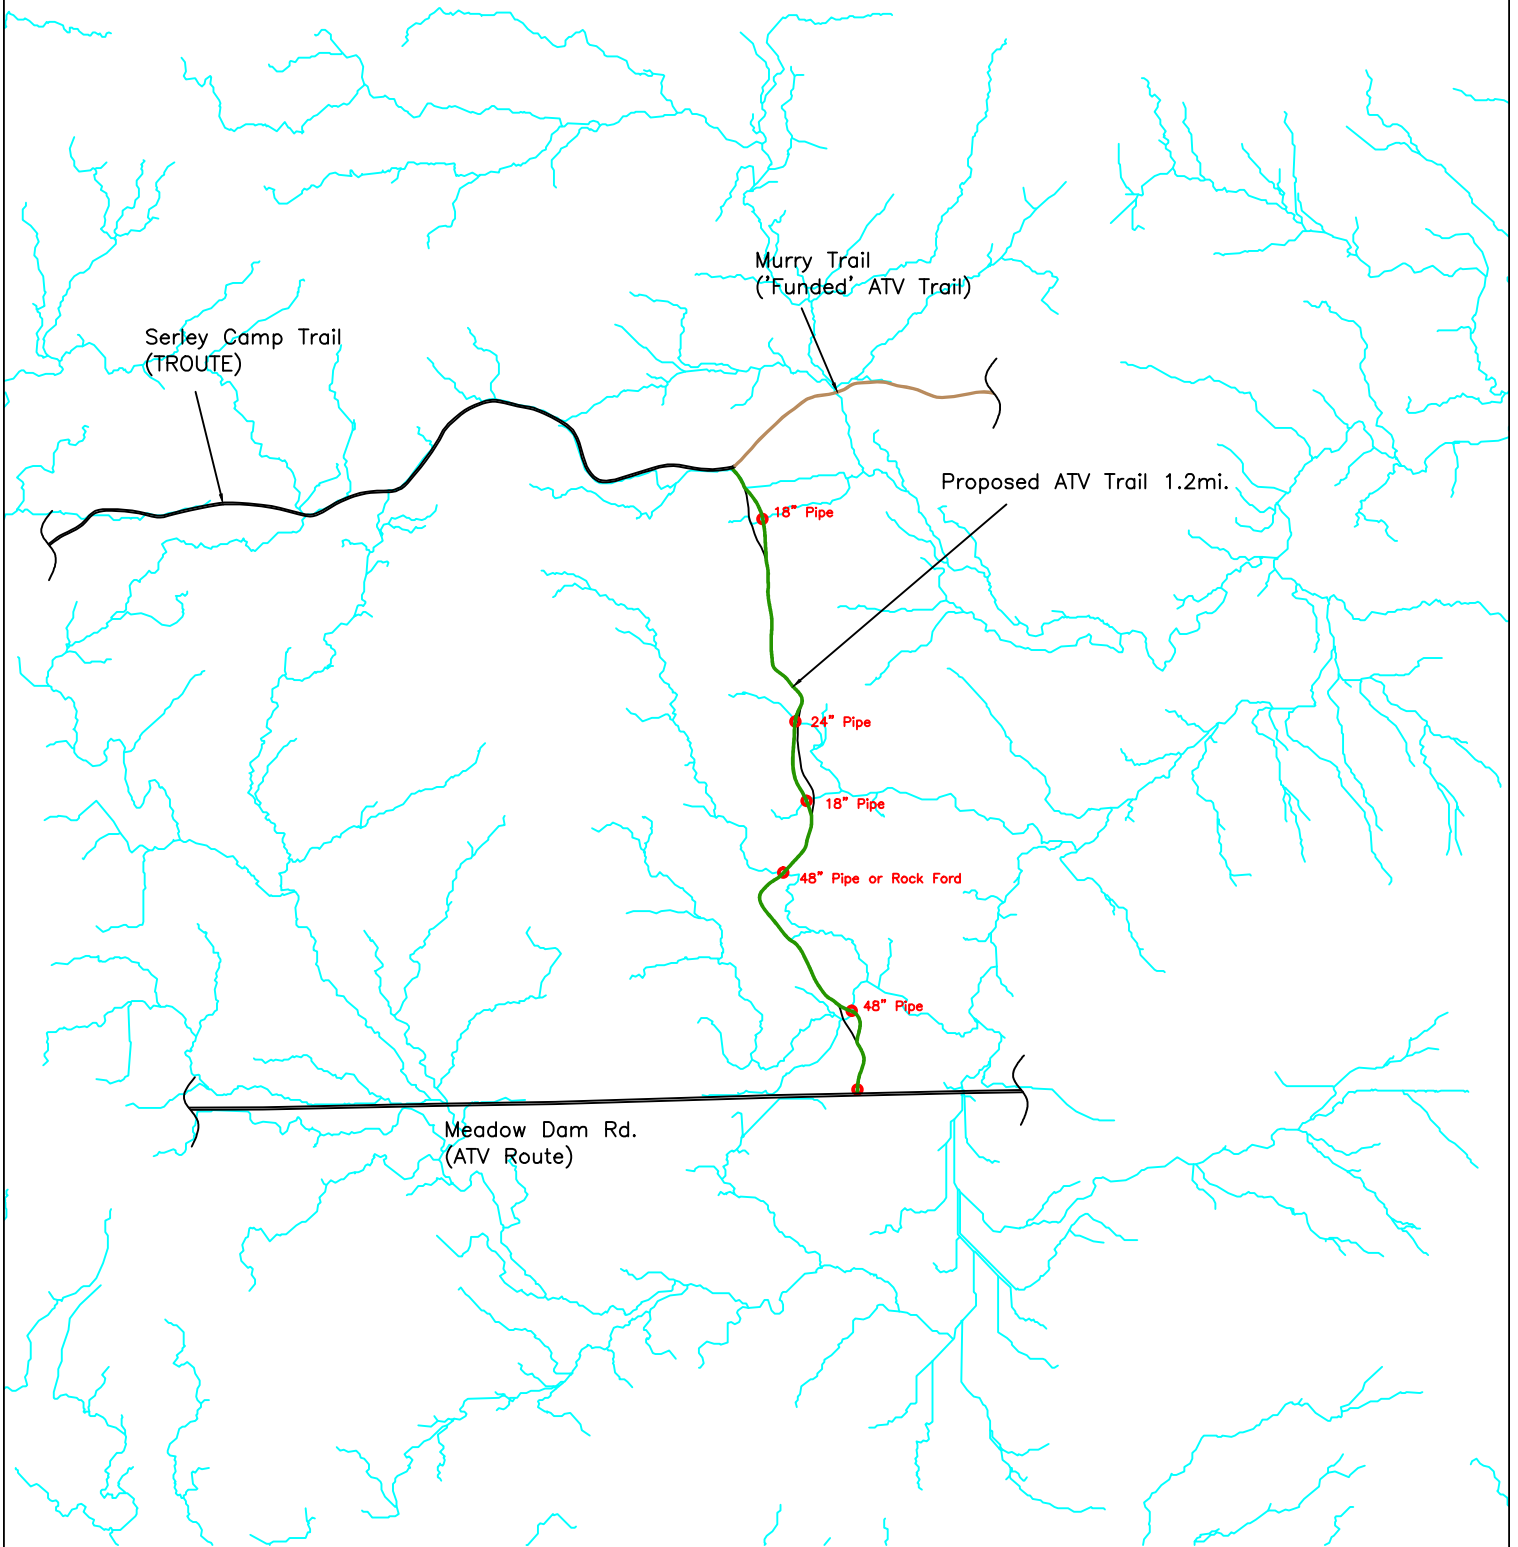 Murry Trail
('Funded' ATV Trail)
Serley Camp Trail
(TROUTE)
Proposed ATV Trail 1.2mi.
18" Pipe
24" Pipe
18" Pipe
48" Pipe or Rock Ford
48" Pipe
Meadow Dam Rd.
(ATV Route)